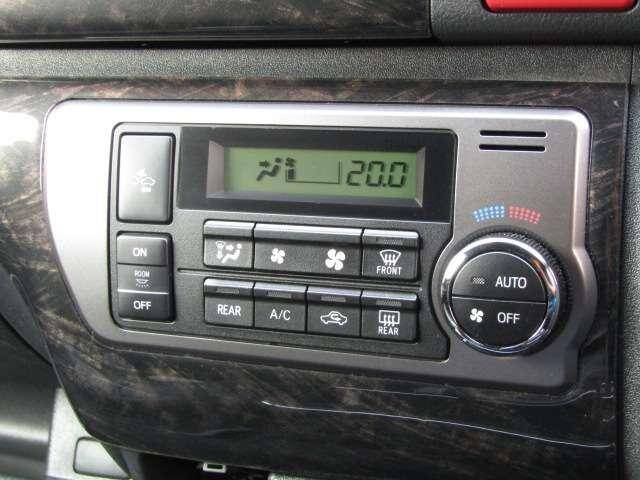 20.0
ON
ROOM
OFF
FRONT
REAR
A/C
REAR
AUTO
OFF